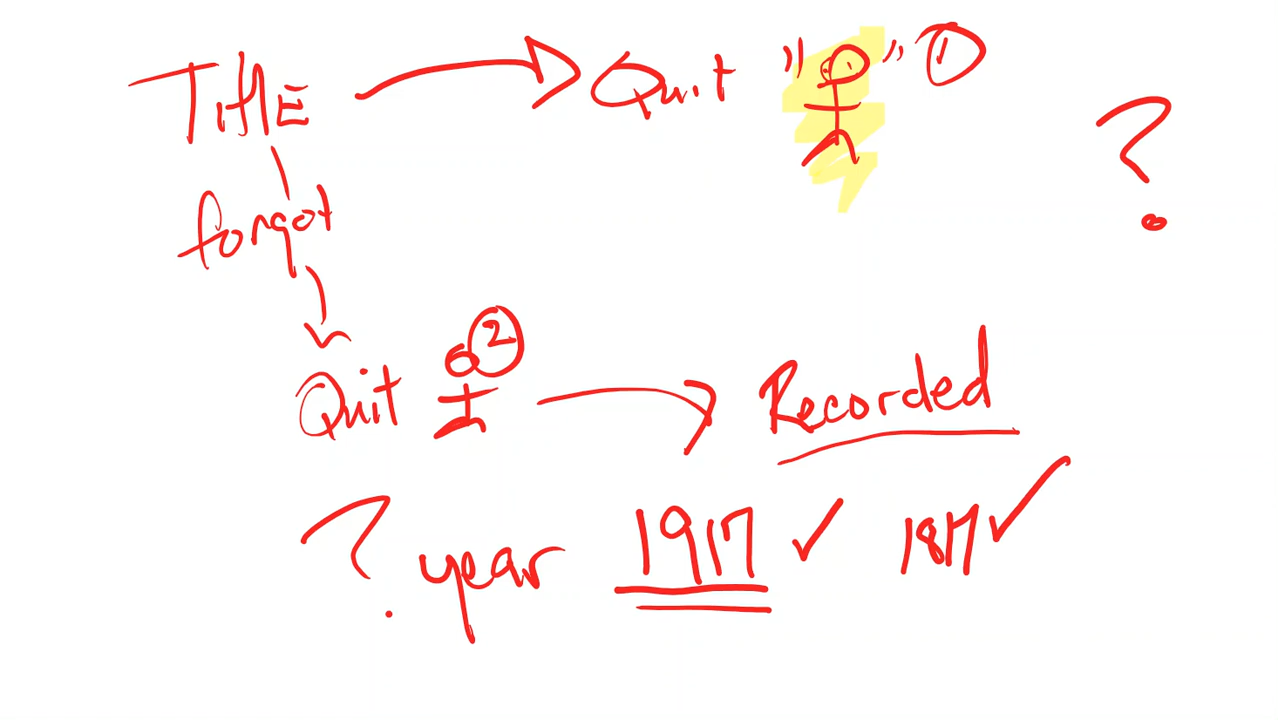 Title Quit " " 1 ?
forgot
Quit 2 Recorded
? year 1917 ✓ 1817 ✓